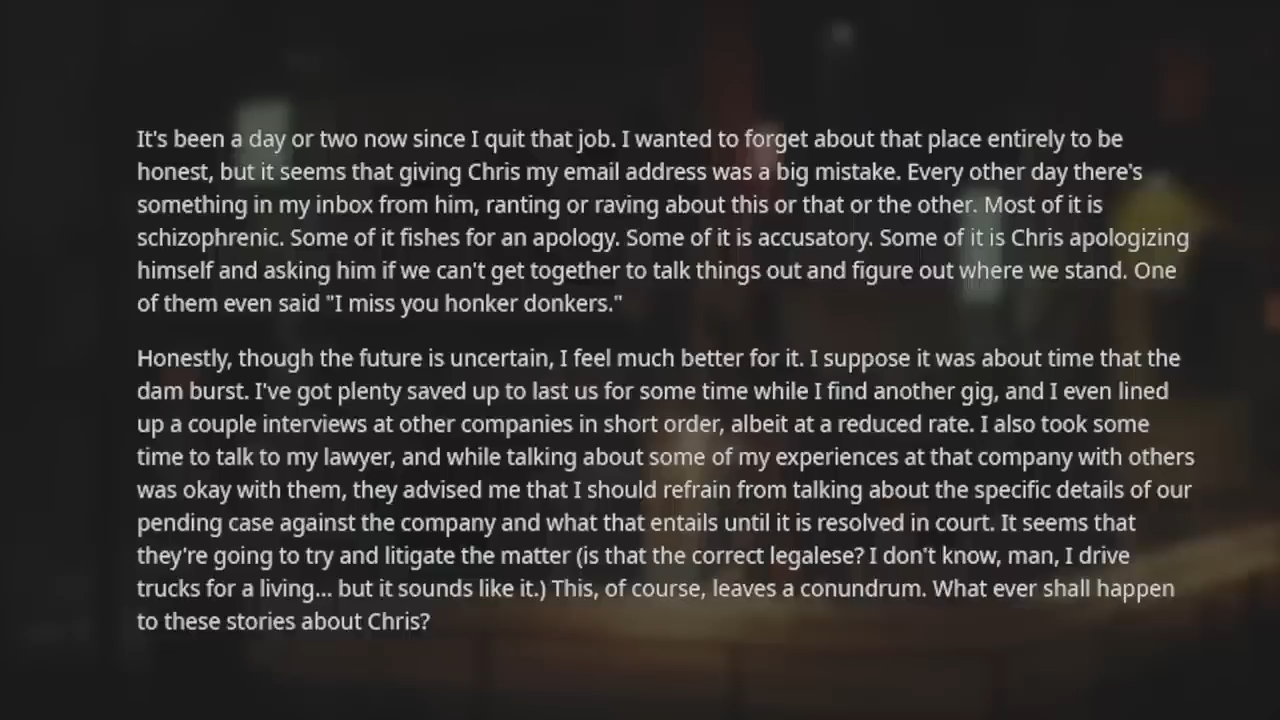 It's been a day or two now since I quit that job. I wanted to forget about that place entirely to be
honest, but it seems that giving Chris my email address was a big mistake. Every other day there's
something in my inbox from him, ranting or raving about this or that or the other. Most of it is
schizophrenic. Some of it fishes for an apology. Some of it is accusatory. Some of it is Chris apologizing
himself and asking him if we can't get together to talk things out and figure out where we stand. One
of them even said "I miss you honker donkers."
Honestly, though the future is uncertain, I feel much better for it. I suppose it was about time that the
dam burst. I've got plenty saved up to last us for some time while I find another gig, and I even lined
up a couple interviews at other companies in short order, albeit at a reduced rate. I also took some
time to talk to my lawyer, and while talking about some of my experiences at that company with others
was okay with them, they advised me that I should refrain from talking about the specific details of our
pending case against the company and what that entails until it is resolved in court. It seems that
they're going to try and litigate the matter (is that the correct legalese? I don't know, man, I drive
trucks for a living... but it sounds like it.) This, of course, leaves a conundrum. What ever shall happen
to these stories about Chris?